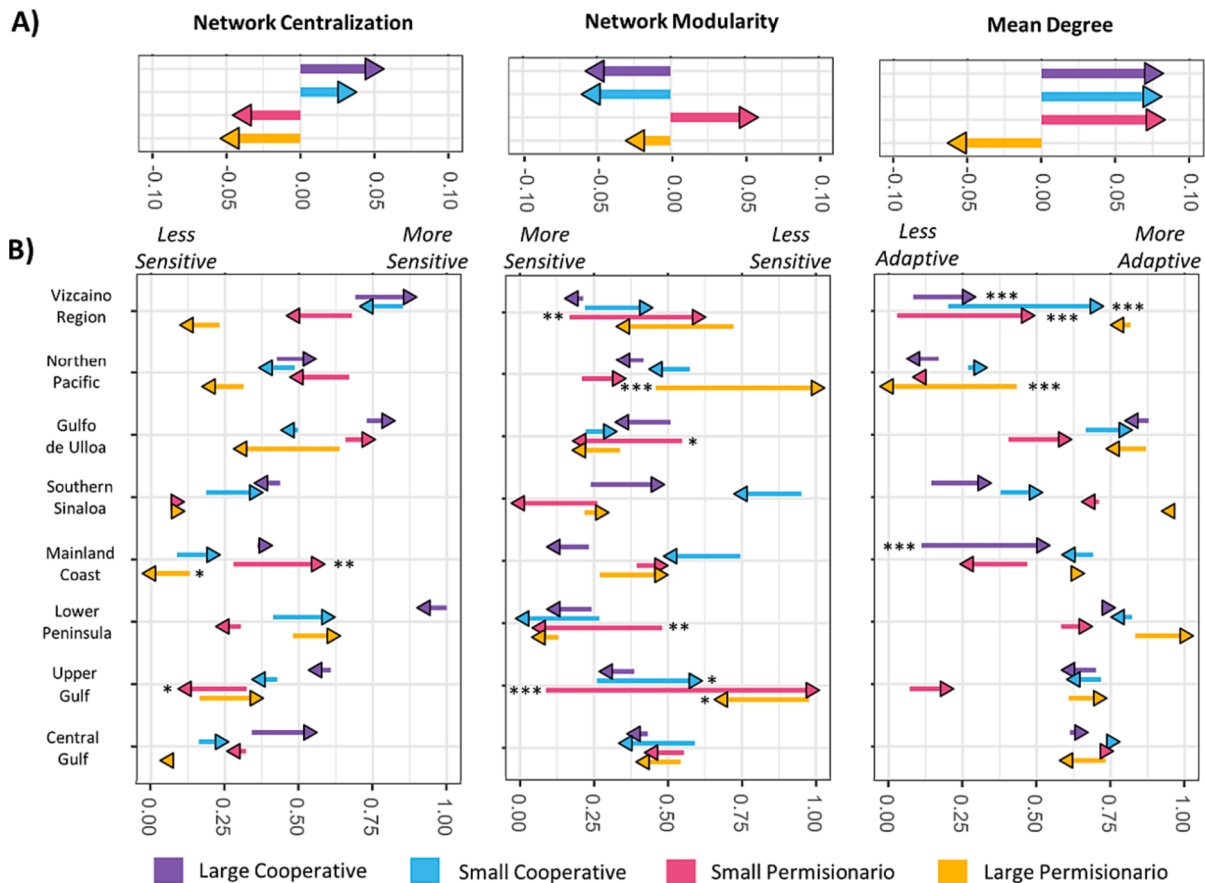 A)
Network Centralization
Network Modularity
Mean Degree
-0.10 -0.05 0.00 0.05 0.10
-0.10 -0.05 0.00 0.05 0.10
-0.10 -0.05 0.00 0.05 0.10
B)
Less Sensitive
More Sensitive
More Sensitive
Less Sensitive
Less Adaptive
More Adaptive
Vizcaino
Region
** *** *** ***
Northen
Pacific
*** ***
Gulfo
de Ulloa
*
Southern
Sinaloa
Mainland
Coast
* ** ***
Lower
Peninsula
**
Upper
Gulf
* * *** *
Central
Gulf
0.00 0.25 0.50 0.75 1.00
0.00 0.25 0.50 0.75 1.00
0.00 0.25 0.50 0.75 1.00
Large Cooperative
Small Cooperative
Small Permisionario
Large Permisionario